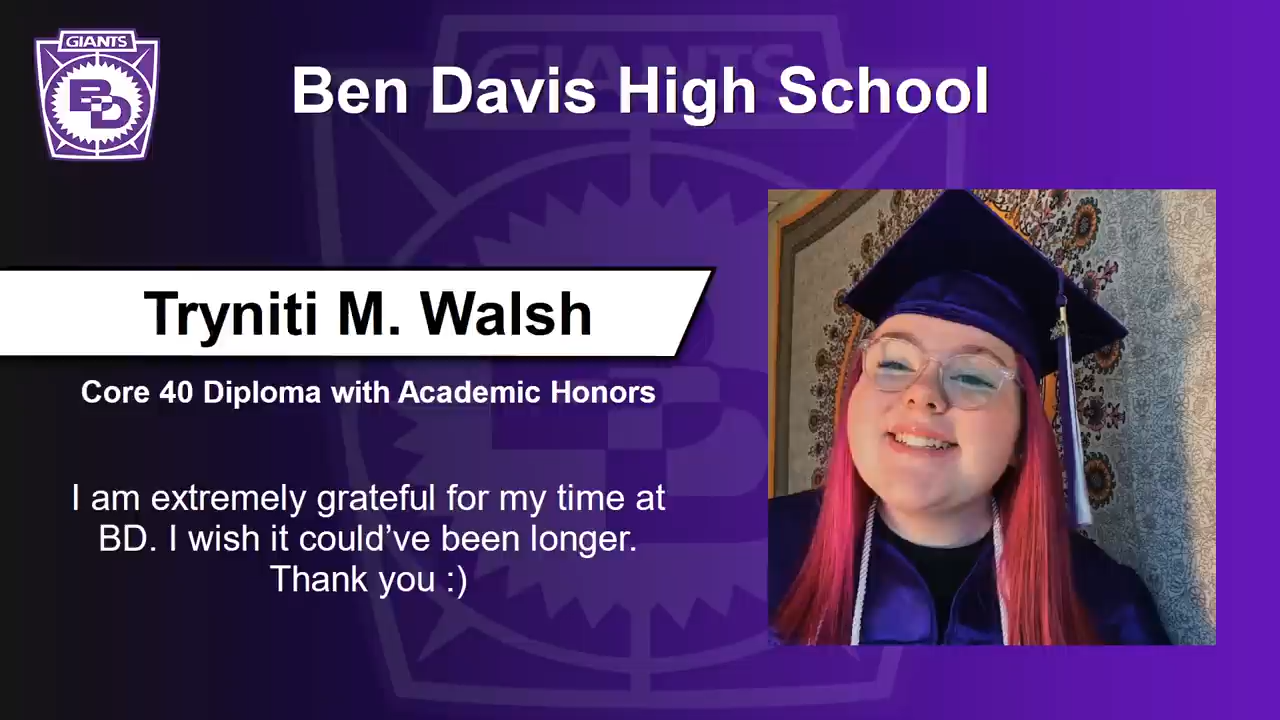 GIANTS
BD
Ben Davis High School
Tryniti M. Walsh
Core 40 Diploma with Academic Honors
I am extremely grateful for my time at
BD. I wish it could’ve been longer.
Thank you :)